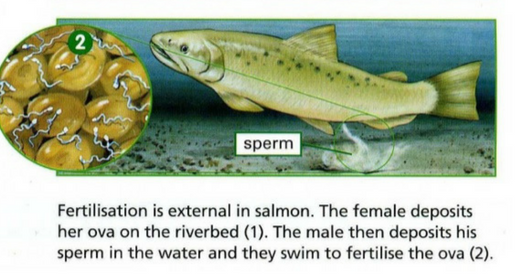 2
sperm
Fertilisation is external in salmon. The female deposits
her ova on the riverbed (1). The male then deposits his
sperm in the water and they swim to fertilise the ova (2).